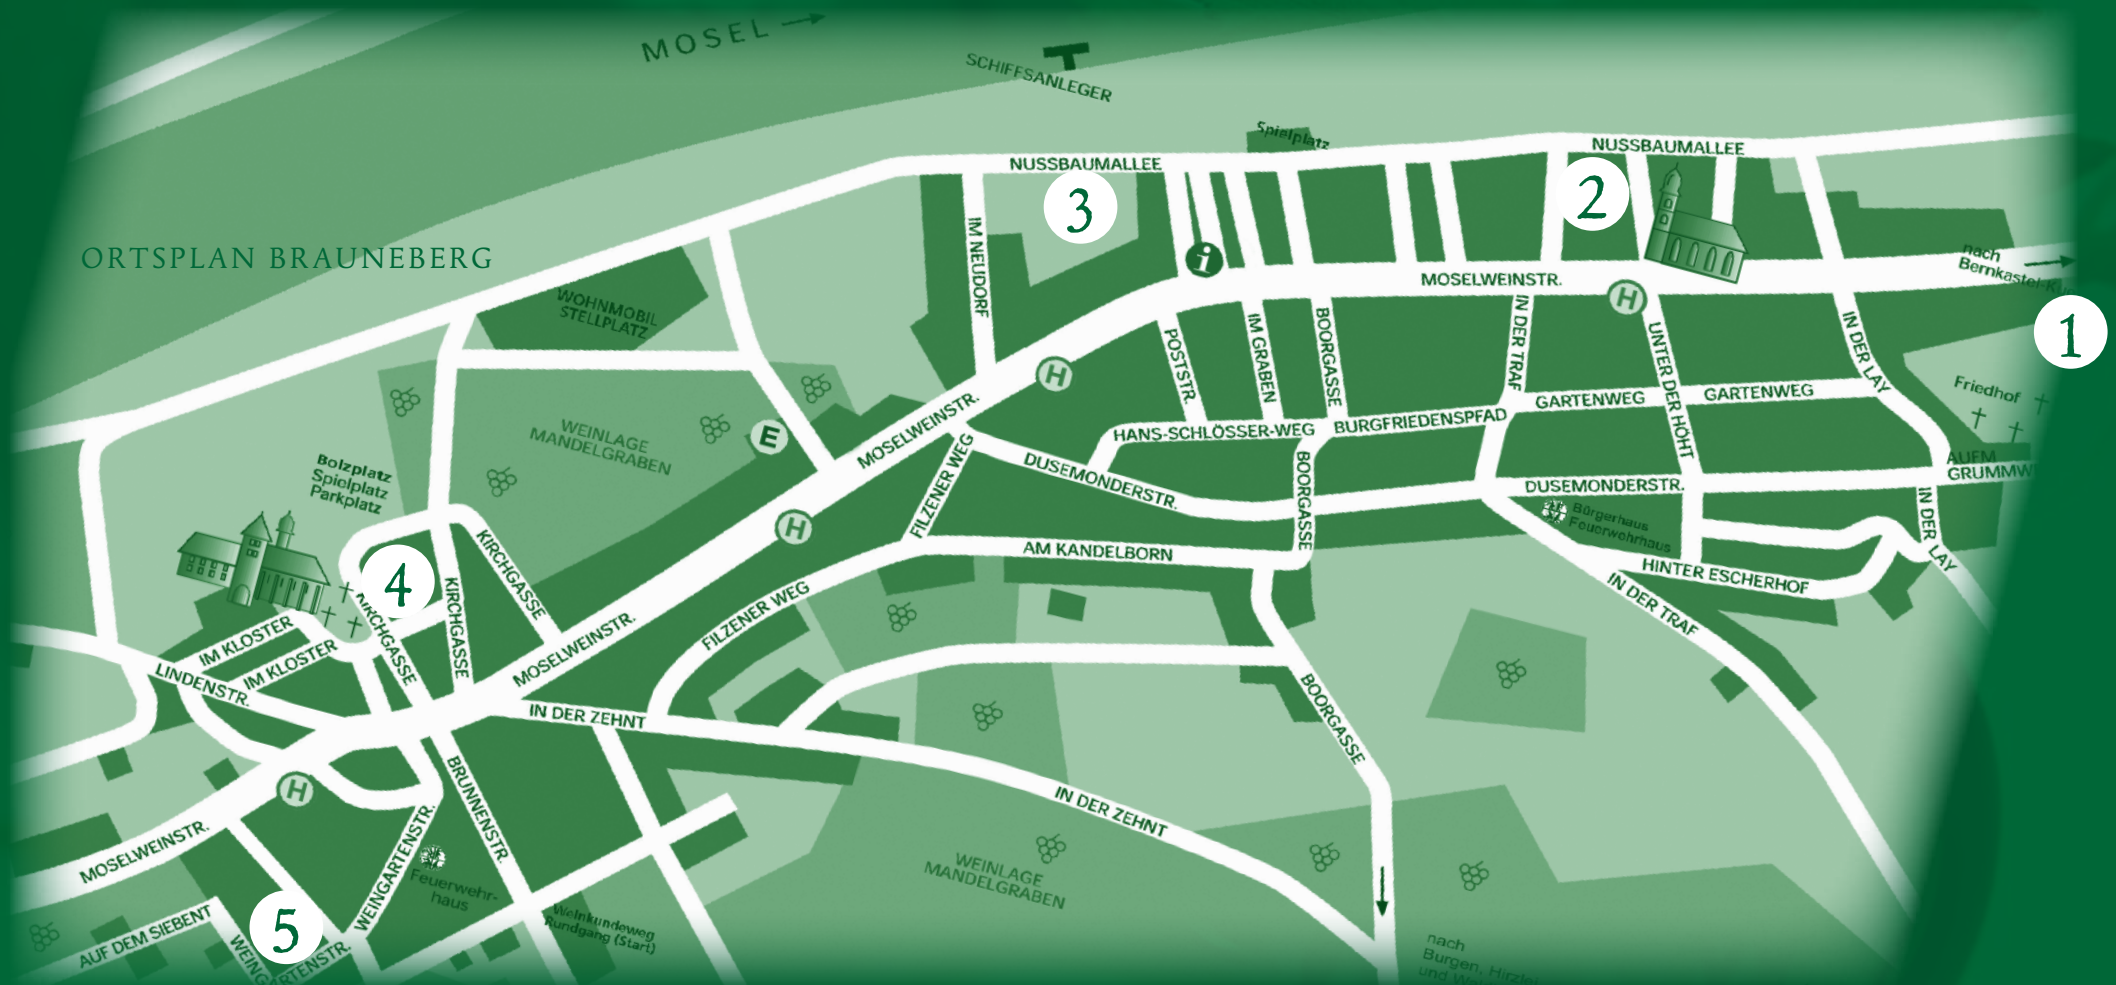 MOSEL
SCHIFFSANLEGER
Spielplatz
NUSSBAUMALLEE
NUSSBAUMALLEE
3
2
ORTSPLAN BRAUNEBERG
IM NEUDORF
i
MOSELWEINSTR.
H
nach
WOHNMOBIL
STELLPLATZ
1
POSTSTR.
IM GRABEN
BOORGASSE
IN DER TRAF
UNTER DER HÖHT
IN DER LAY
H
Friedhof
GARTENWEG
GARTENWEG
MOSELWEINSTR.
WEINLAGE
MANDELGRABEN
E
HANS-SCHLÖSSER-WEG
BURGFRIEDENSPFAD
Bolzplatz
Spielplatz
Parkplatz
FILZENER WEG
DUSEMONDERSTR.
BOORGASSE
DUSEMONDERSTR.
AUFM
IN DER LAY
Bürgerhaus
Feuerwehrhaus
H
AM KANDELBORN
HINTER ESCHERHOF
IN DER TRAF
KIRCHGASSE
4
KIRCHGASSE
KIRCHGASSE
FILZENER WEG
MOSELWEINSTR.
IM KLOSTER
IM KLOSTER
LINDENSTR.
IN DER ZEHNT
BOORGASSE
H
BRUNNENSTR.
IN DER ZEHNT
MOSELWEINSTR.
WEINGARTENSTR.
Feuerwehr-
haus
WEINLAGE
MANDELGRABEN
AUF DEM SIEBENT
5
WEINGARTENSTR.
Weinkundeweg
Rundgang (Start)
nach
Burgen,